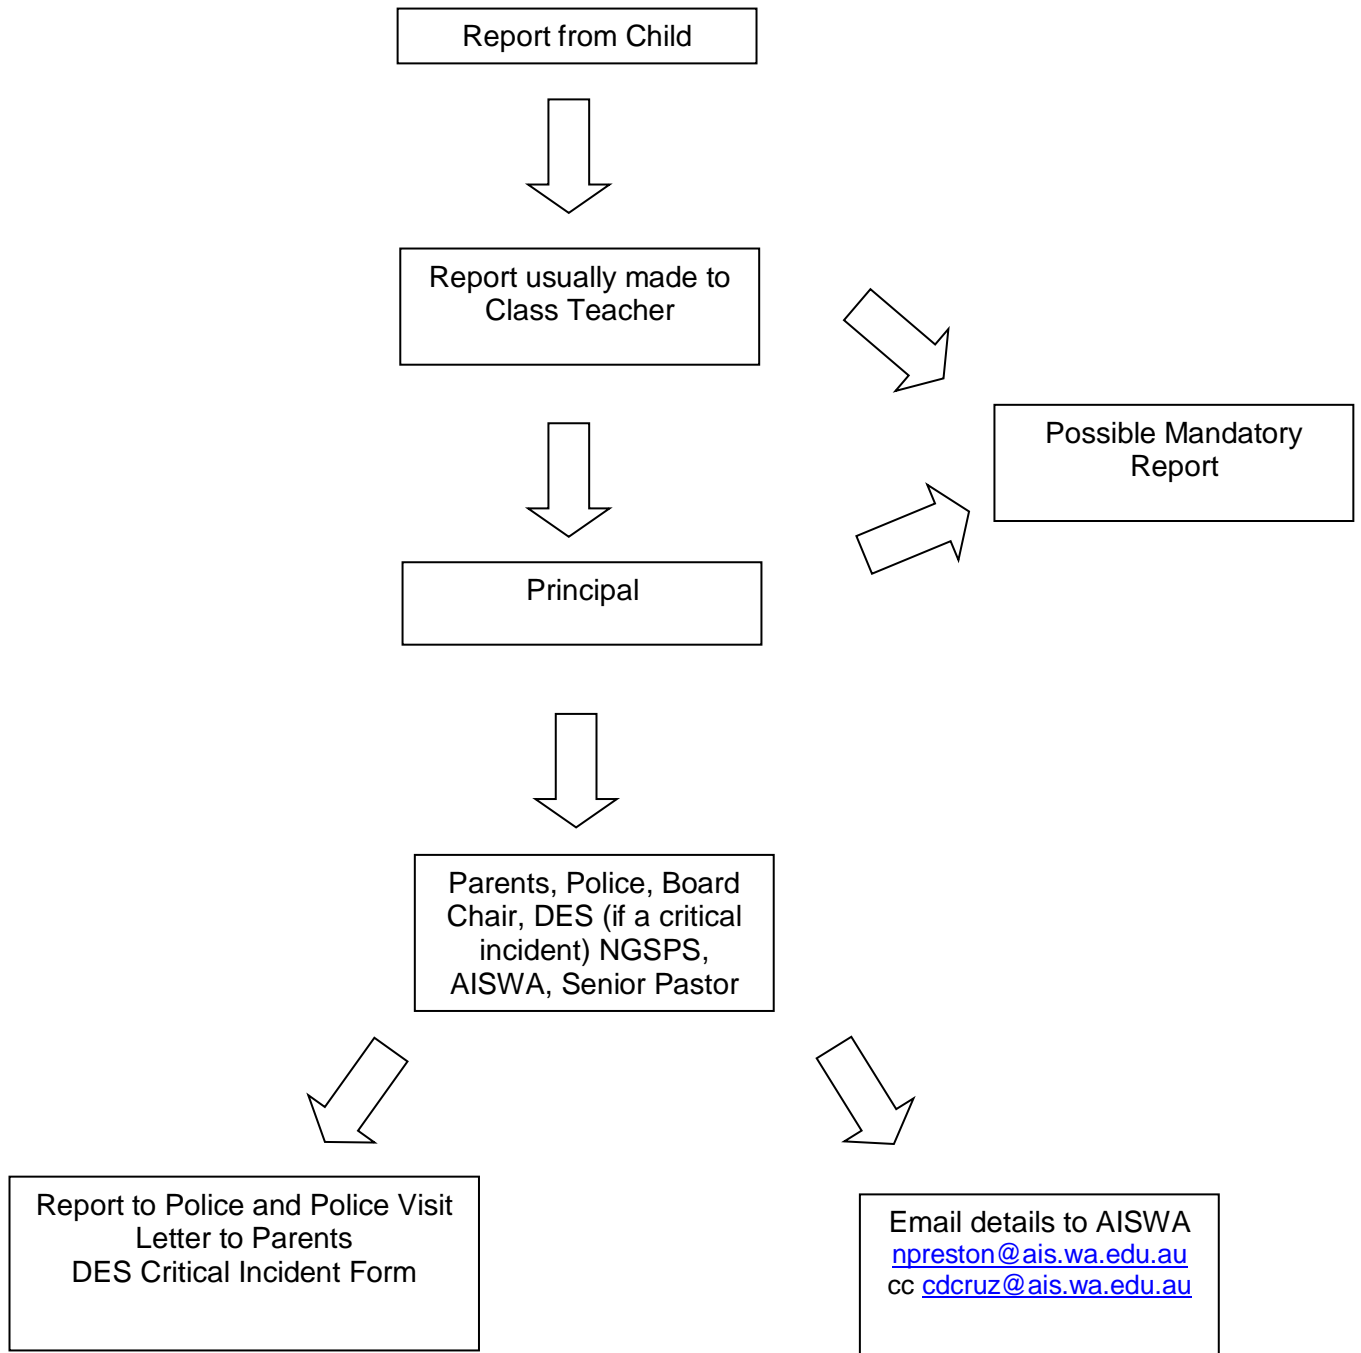 Report from Child
Report usually made to
Class Teacher
Possible Mandatory
Report
Principal
Parents, Police, Board
Chair, DES (if a critical
incident) NGSPS,
AISWA, Senior Pastor
Report to Police and Police Visit
Letter to Parents
DES Critical Incident Form
Email details to AISWA
npreston@ais.wa.edu.au
cc cdcruz@ais.wa.edu.au